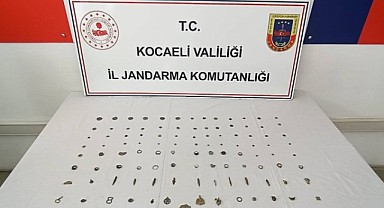 T.C.
KOCAELİ VALİLİĞİ
İL JANDARMA KOMUTANLIĞI